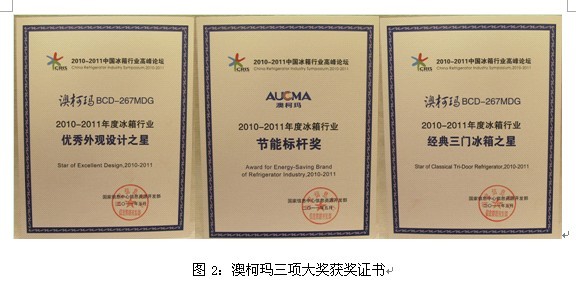 2010-2011中国冰箱行业高峰论坛
China Refrigerator Industry Symposium,2010-2011
澳柯玛BCD-267MDG
2010-2011年度冰箱行业
优秀外观设计之星
Star of Excellent Design,2010-2011
2010-2011中国冰箱行业高峰论坛
China Refrigerator Industry Symposium,2010-2011
AUCMA
澳柯玛
2010-2011年度冰箱行业
节能标杆奖
Award for Energy-Saving Brand
of Refrigerator Industry,2010-2011
2010-2011中国冰箱行业高峰论坛
China Refrigerator Industry Symposium,2010-2011
澳柯玛BCD-267MDG
2010-2011年度冰箱行业
经典三门冰箱之星
Star of Classical Tri-Door Refrigerator,2010-2011
图 2：澳柯玛三项大奖获奖证书